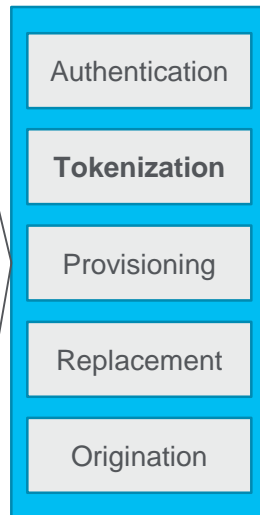 Authentication
Tokenization
Provisioning
Replacement
Origination